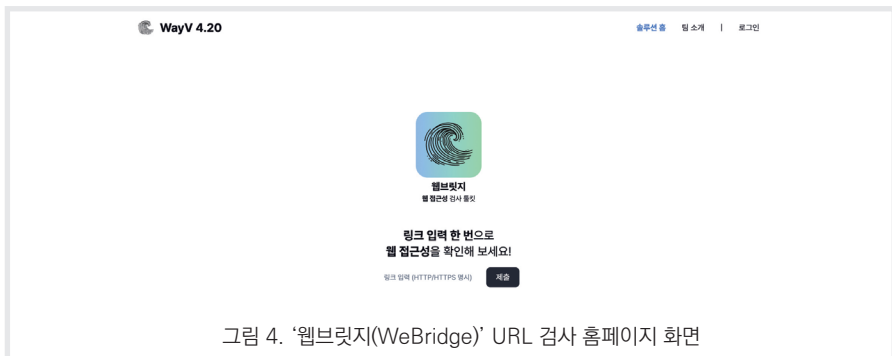 WayV 4.20
솔루션 홈 팀 소개 | 로그인
웹브릿지
웹 접근성 검사 툴킷
링크 입력 한 번으로
웹 접근성을 확인해 보세요!
링크 입력 (HTTP/HTTPS 명시) 제출
그림 4. ‘웹브릿지(WeBridge)’ URL 검사 홈페이지 화면